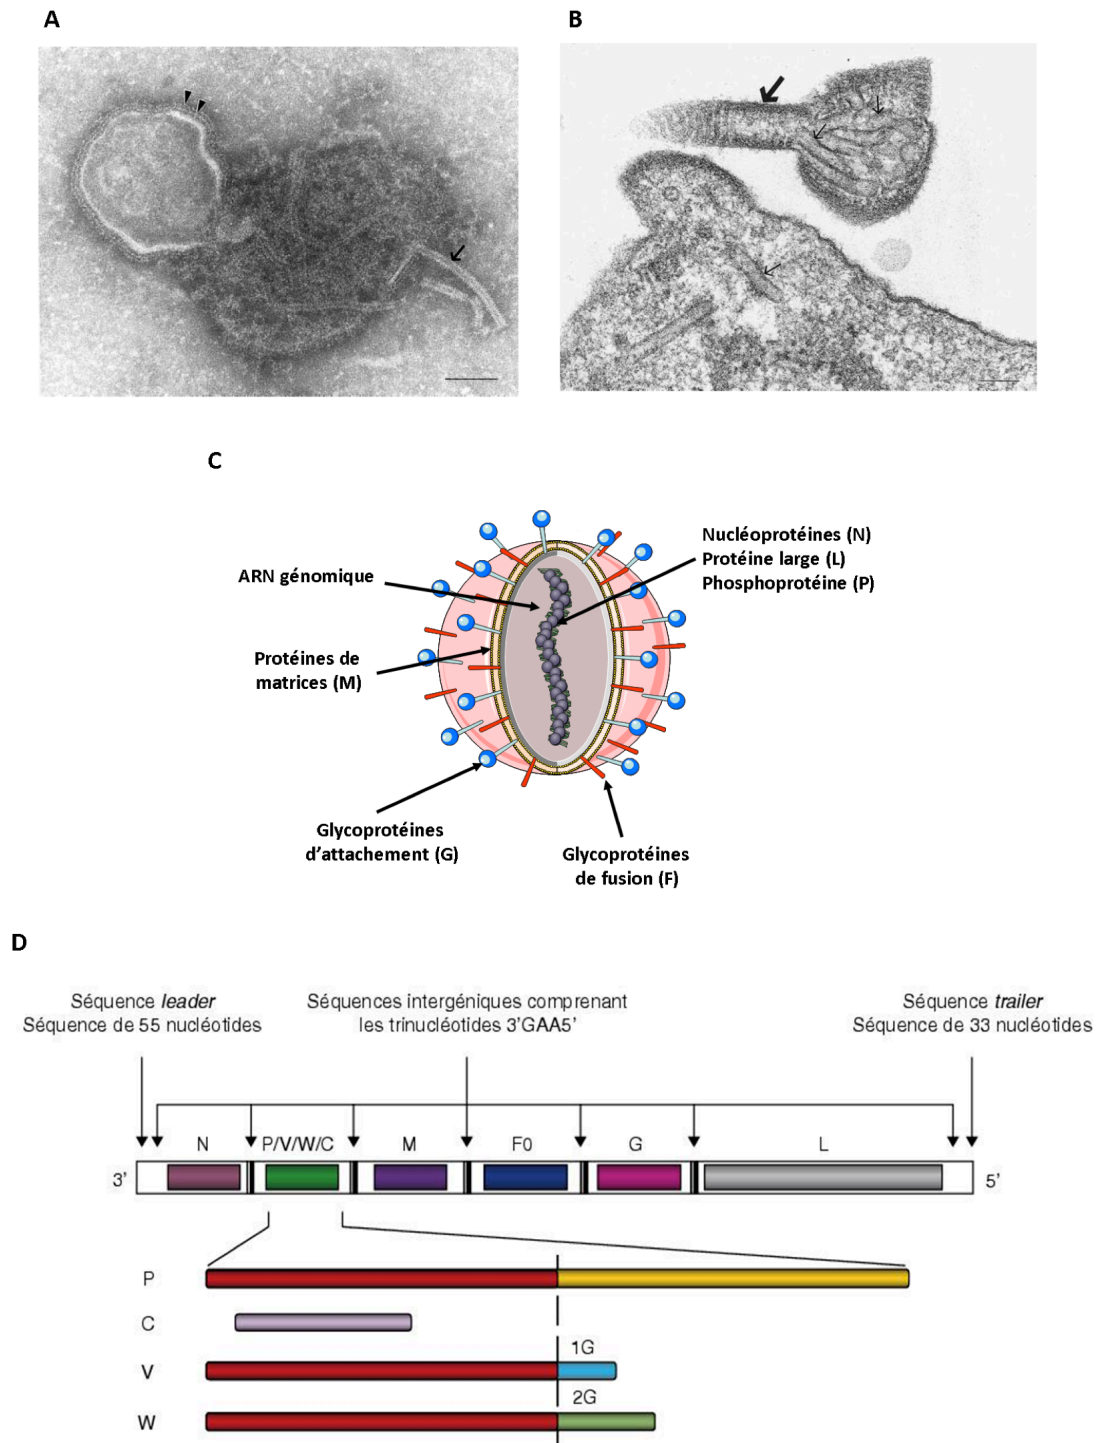 A
B
C
ARN génomique
Nucléoprotéines (N)
Protéine large (L)
Phosphoprotéine (P)
Protéines de
matrices (M)
Glycoprotéines
d'attachement (G)
Glycoprotéines
de fusion (F)
D
Séquence leader
Séquence de 55 nucléotides
Séquences intergéniques comprenant
les trinucléotides 3'GAA5'
Séquence trailer
Séquence de 33 nucléotides
N P/V/W/C M F0 G L
3' 5'
P
C
1G
V
2G
W